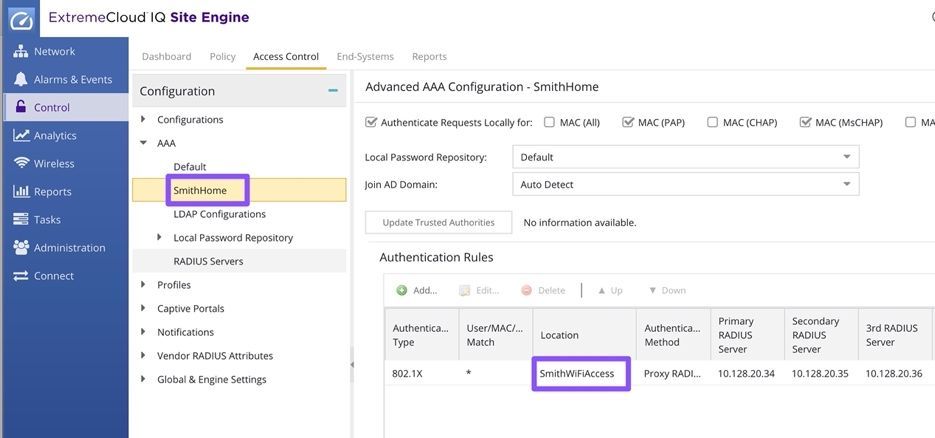 ExtremeCloud IQ Site Engine
Network
Alarms & Events
Control
Analytics
Wireless
Reports
Tasks
Administration
Connect
Dashboard Policy Access Control End-Systems Reports
Configuration
Configurations
AAA
Default
SmithHome
LDAP Configurations
Local Password Repository
RADIUS Servers
Profiles
Captive Portals
Notifications
Vendor RADIUS Attributes
Global & Engine Settings
Advanced AAA Configuration - SmithHome
Authenticate Requests Locally for: MAC (All) MAC (PAP) MAC (CHAP) MAC (MsCHAP) MA
Local Password Repository: Default
Join AD Domain: Auto Detect
Update Trusted Authorities No information available.
Authentication Rules
Add... Edit... Delete Up Down
Authentica... Type User/MAC/... Match Location Authentica... Method Primary RADIUS Server Secondary RADIUS Server 3rd RADIUS Server
802.1X * SmithWiFiAccess Proxy RADI... 10.128.20.34 10.128.20.35 10.128.20.36